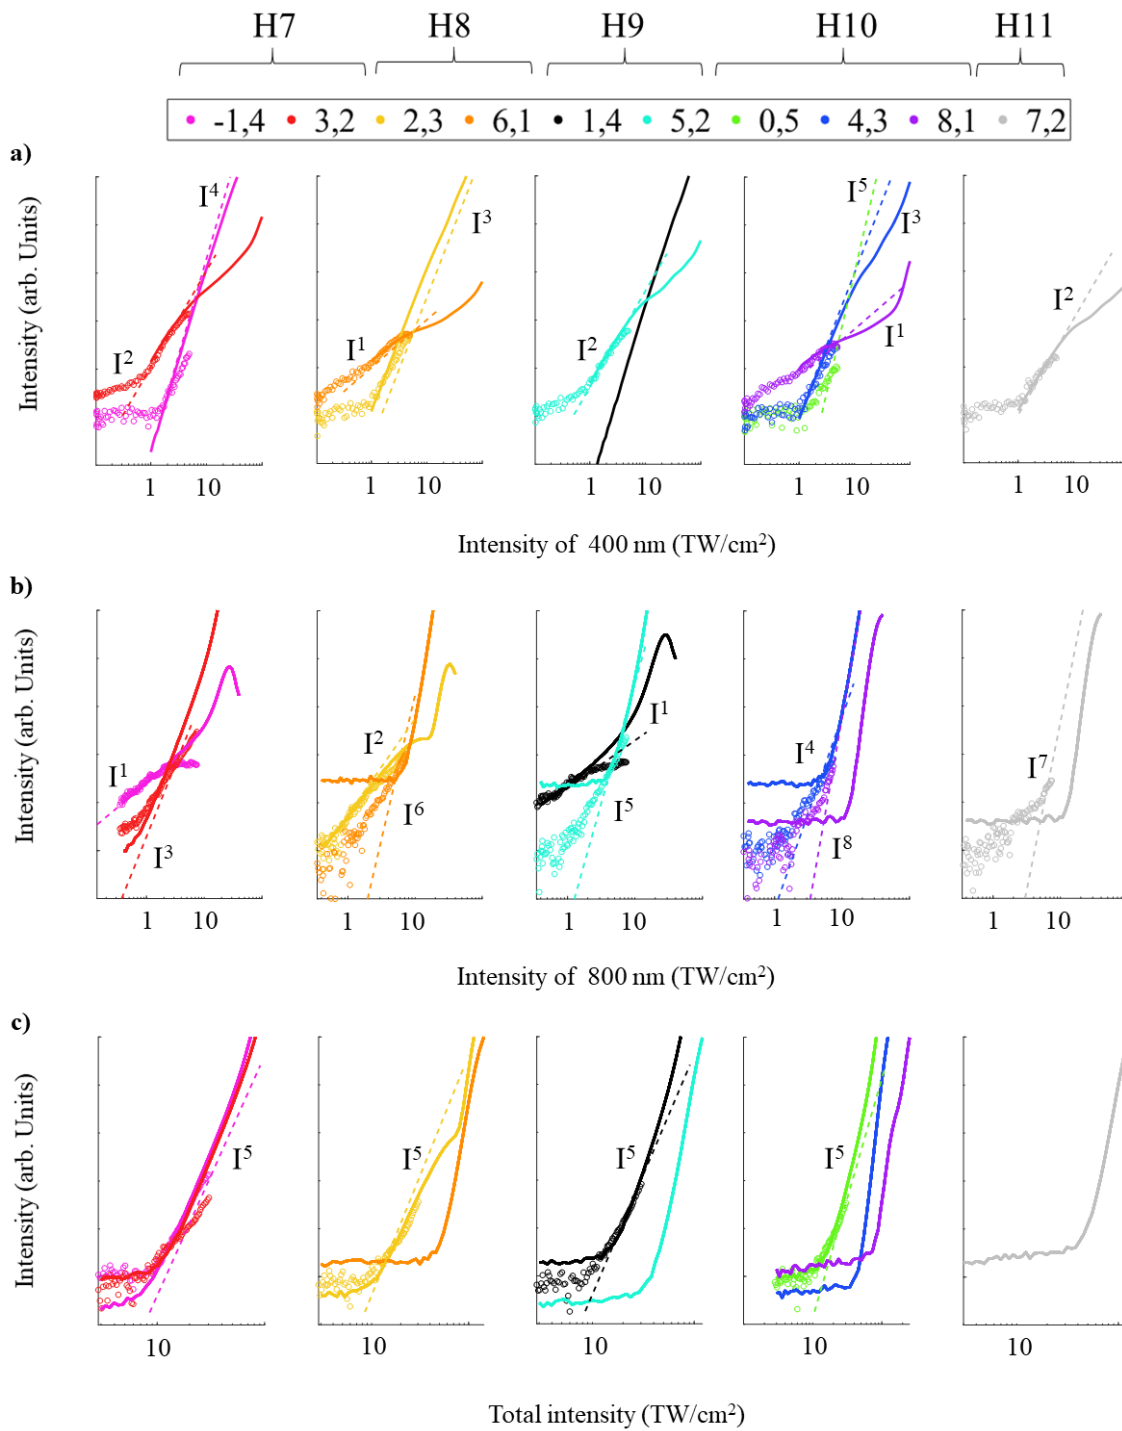 H7 H8 H9 H10 H11
-1,4 3,2 2,3 6,1 1,4 5,2 0,5 4,3 8,1 7,2
a)
Intensity (arb. Units)
I⁴ I² I³ I¹ I² I⁵ I³ I¹ I²
1 10 1 10 1 10 1 10 1 10
Intensity of 400 nm (TW/cm²)
b)
Intensity (arb. Units)
I¹ I³ I² I⁶ I¹ I⁵ I⁴ I⁸ I⁷
1 10 1 10 1 10 1 10 1 10
Intensity of 800 nm (TW/cm²)
c)
Intensity (arb. Units)
I⁵ I⁵ I⁵ I⁵
10 10 10 10 10
Total intensity (TW/cm²)